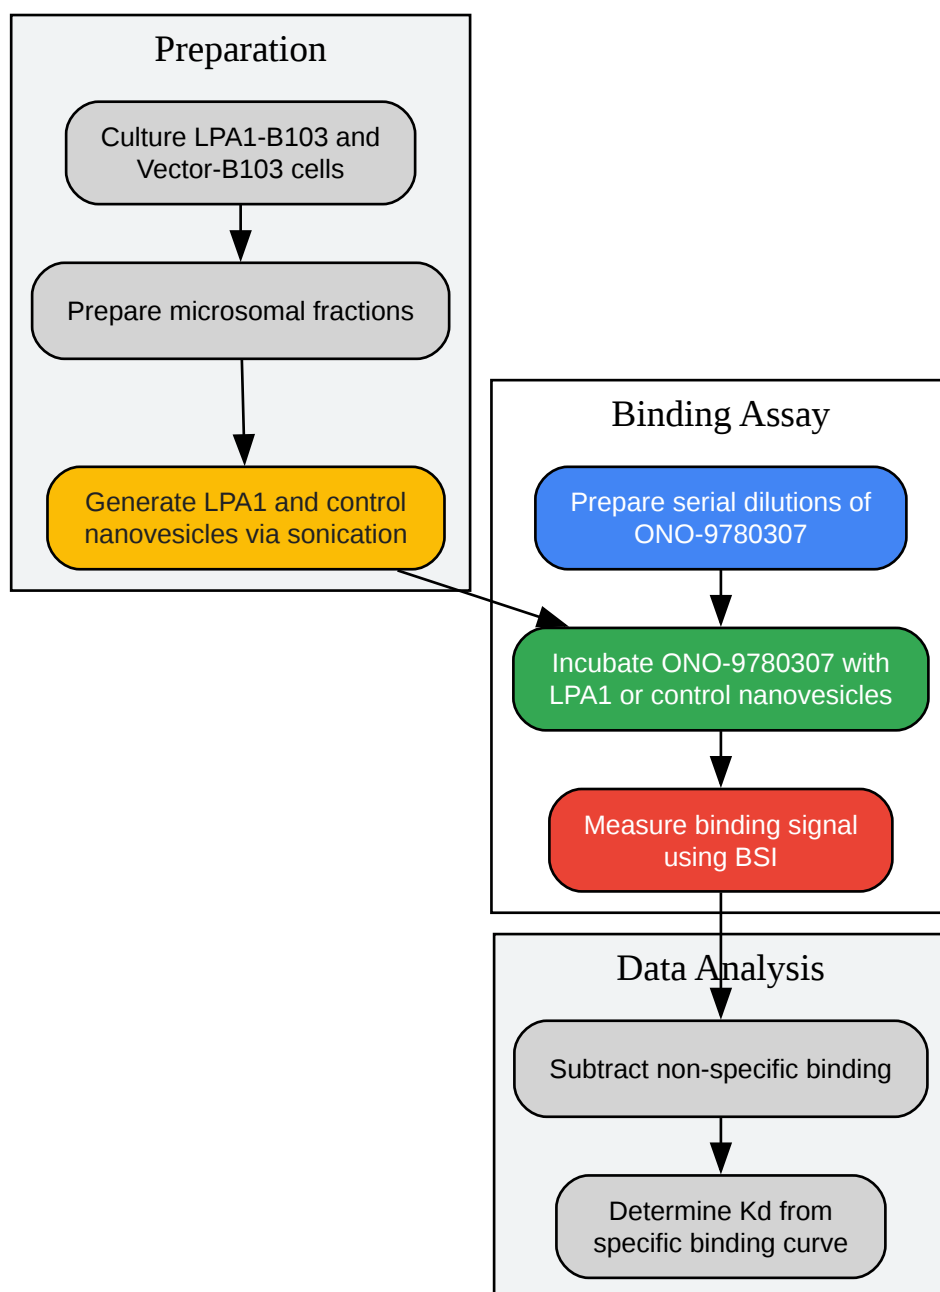 Preparation
Culture LPA1-B103 and
Vector-B103 cells
Prepare microsomal fractions
Generate LPA1 and control
nanovesicles via sonication
Binding Assay
Prepare serial dilutions of
ONO-9780307
Incubate ONO-9780307 with
LPA1 or control nanovesicles
Measure binding signal
using BSI
Data Analysis
Subtract non-specific binding
Determine Kd from
specific binding curve